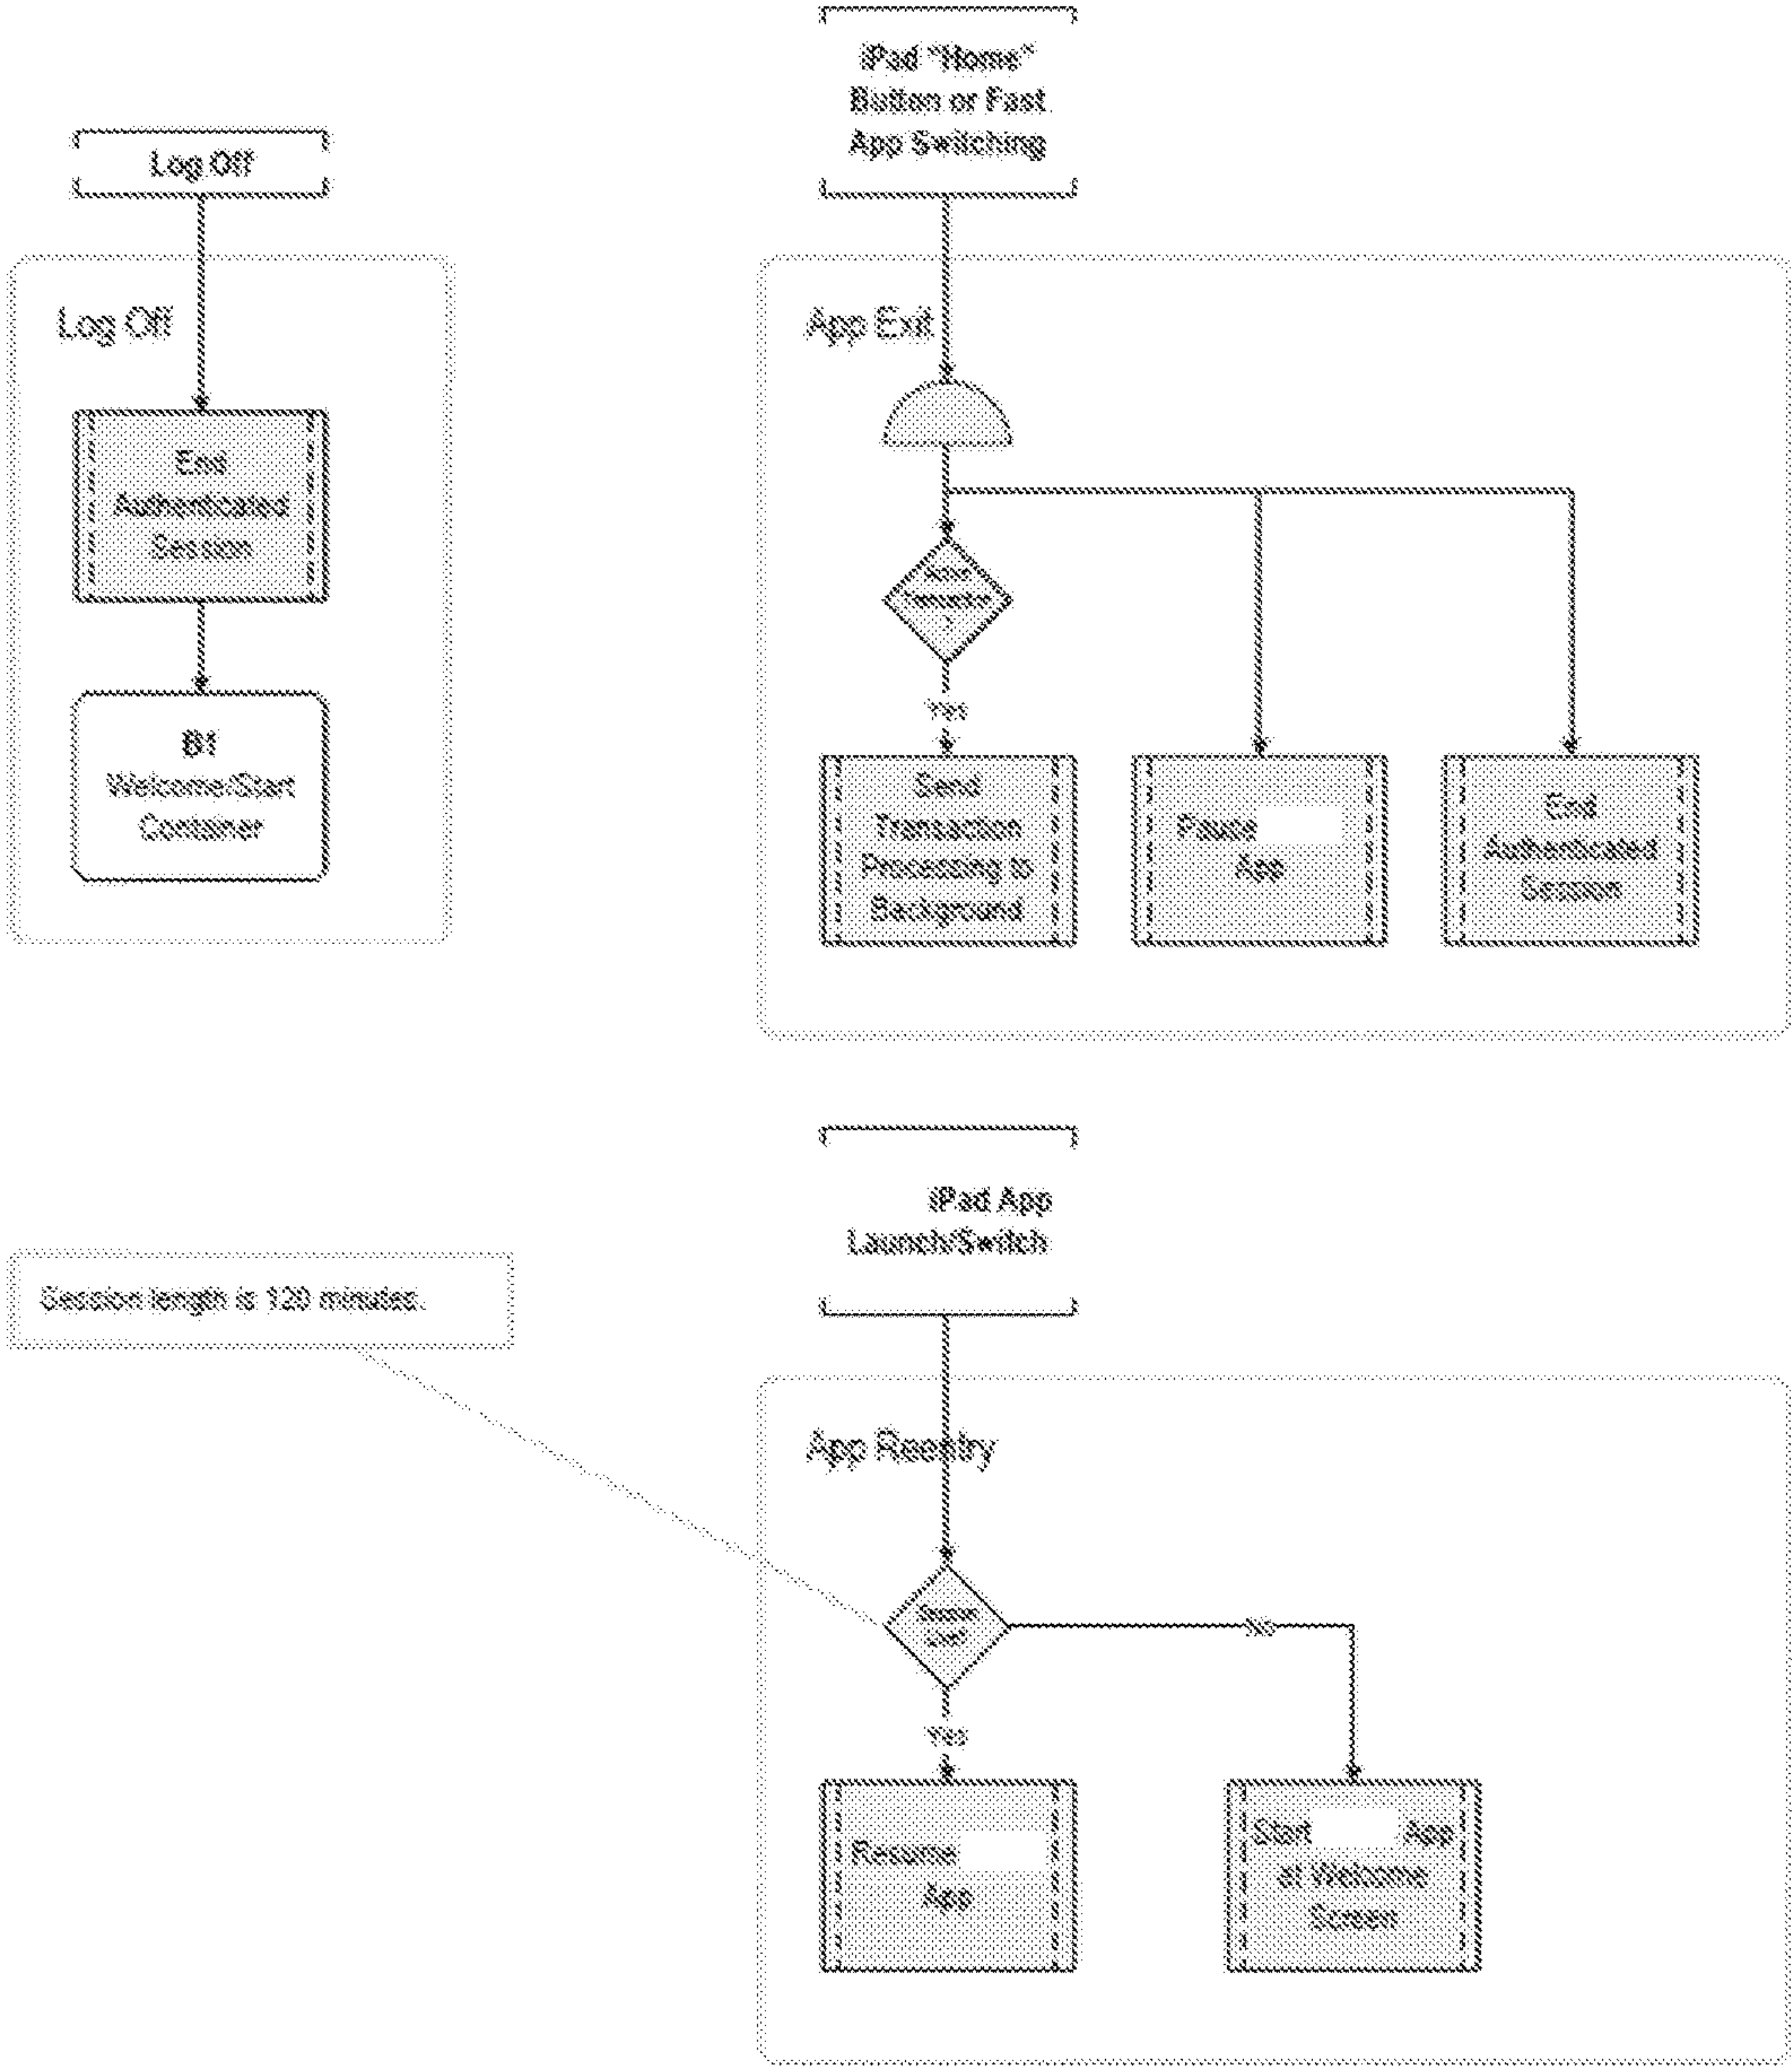 iPad "Home"
Button or Fast
App Switching
Log Off
Log Off
End
Authenticated
Session
B1
Welcome/Start
Container
App Exit
?
Yes
Send
Transaction
Processing to
Background
Pause
App
End
Authenticated
Session
iPad App
Launch/Switch
Session length is 120 minutes.
App Reentry
Session
No
Yes
Resume
App
Start App
at Welcome
Screen